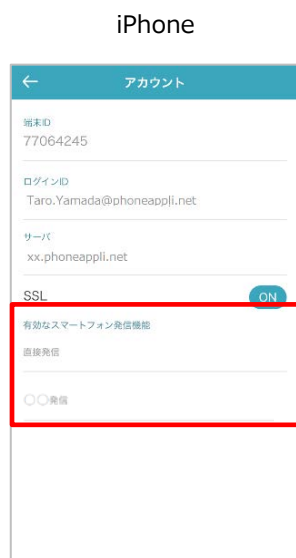 iPhone
アカウント
端末ID
77064245
ログインID
Taro.Yamada@phoneappli.net
サーバ
xx.phoneappli.net
SSL ON
有効なスマートフォン発信機能
直接発信
〇〇発信